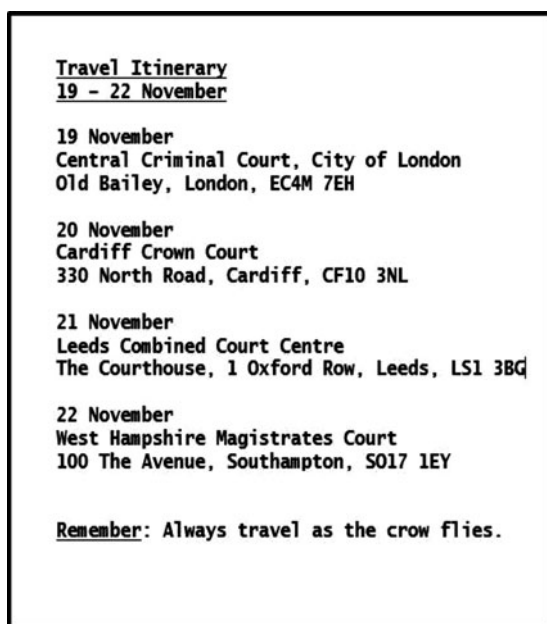 Travel Itinerary
19 – 22 November
19 November
Central Criminal Court, City of London
Old Bailey, London, EC4M 7EH
20 November
Cardiff Crown Court
330 North Road, Cardiff, CF10 3NL
21 November
Leeds Combined Court Centre
The Courthouse, 1 Oxford Row, Leeds, LS1 3BG
22 November
West Hampshire Magistrates Court
100 The Avenue, Southampton, SO17 1EY
Remember: Always travel as the crow flies.